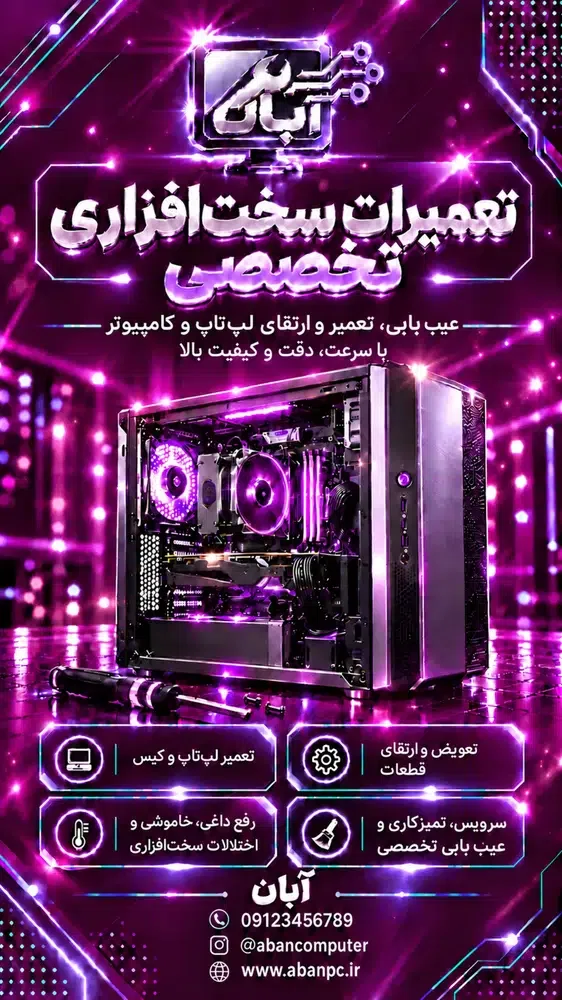 آبان
تعمیرات سخت‌افزاری
تخصصی
عیب یابی، تعمیر و ارتقای لپ‌تاپ و کامپیوتر
با سرعت، دقت و کیفیت بالا
تعویض و ارتقای
قطعات
تعمیر لپ‌تاپ و کیس
سرویس، تمیزکاری و
عیب یابی تخصصی
رفع داغی، خاموشی و
اختلالات سخت‌افزاری
آبان
09123456789
@abancomputer
www.abanpc.ir